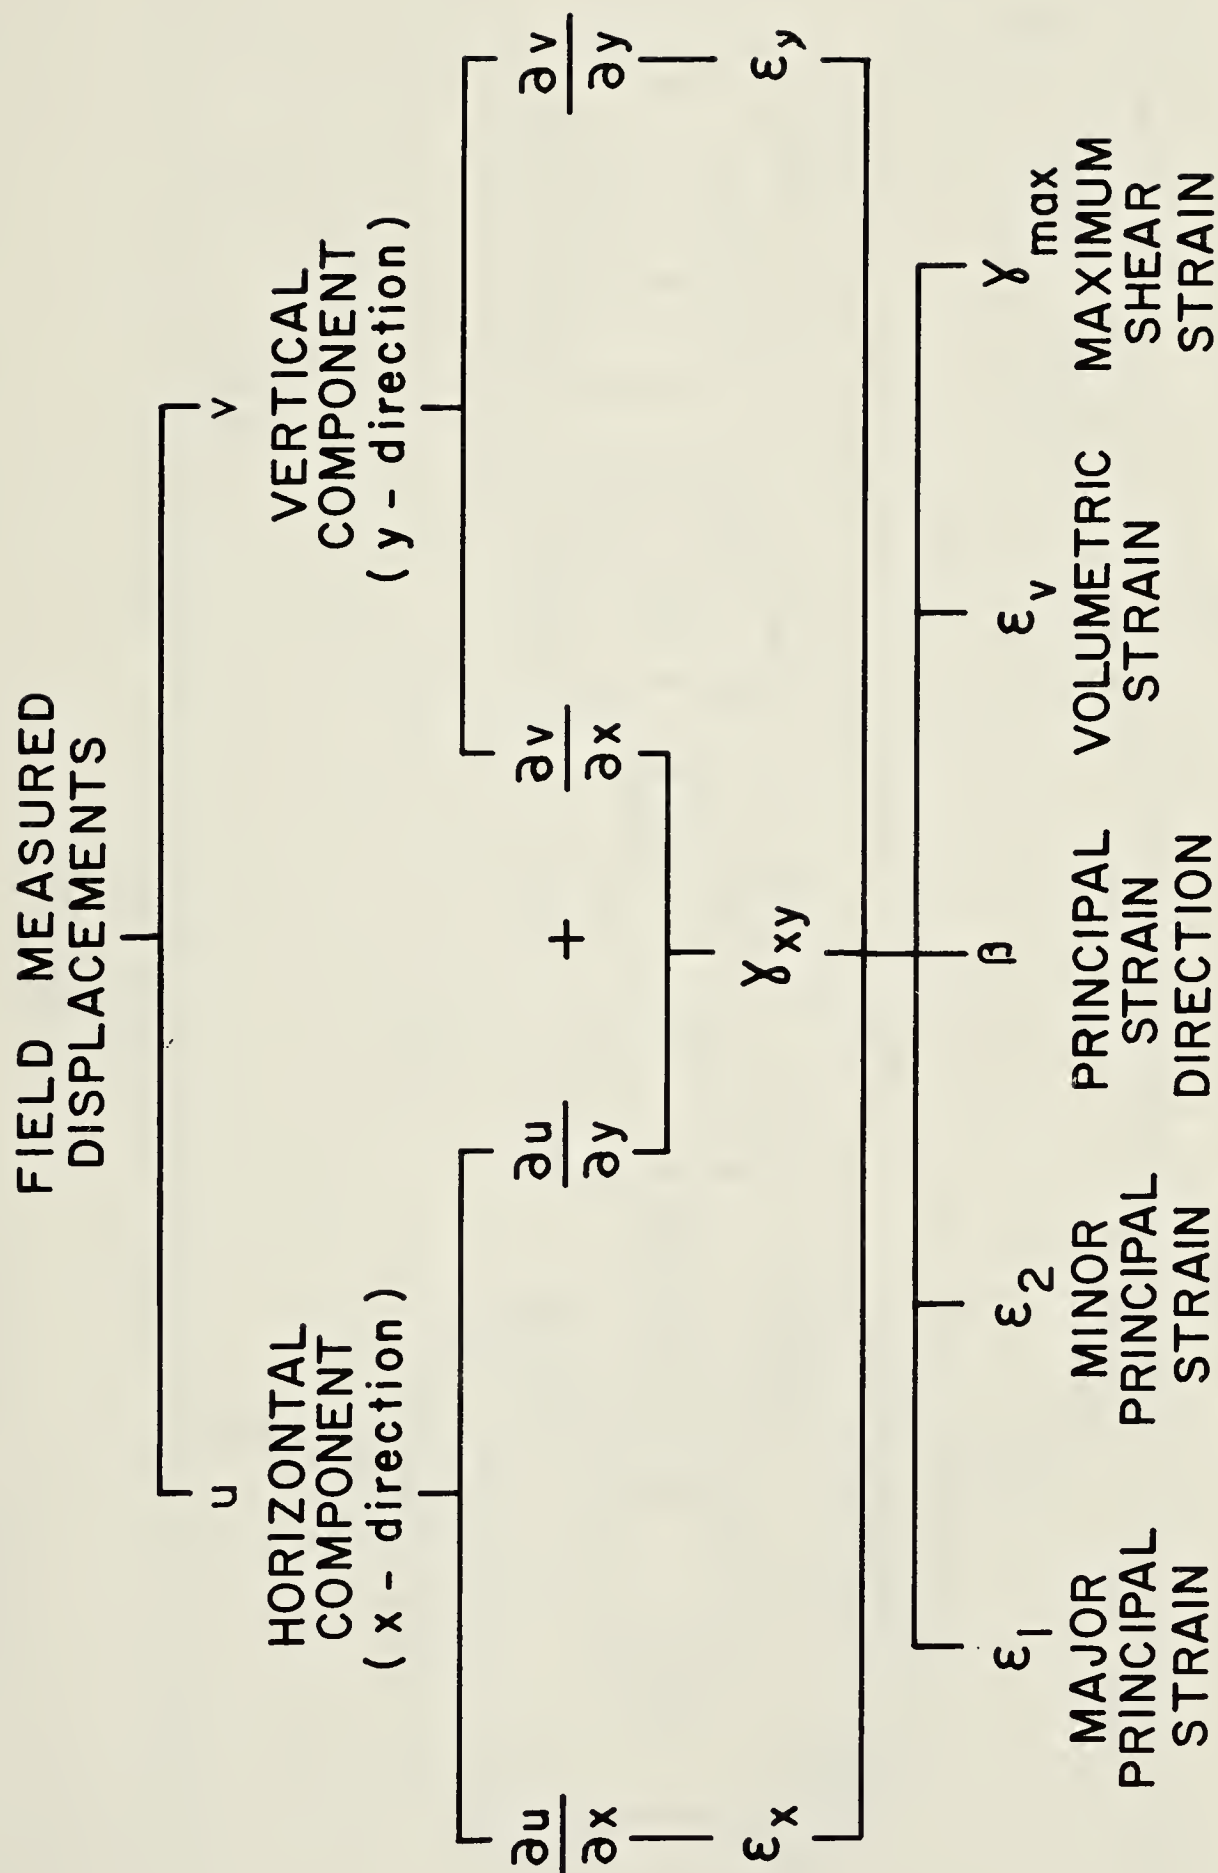 FIELD MEASURED
DISPLACEMENTS
u
HORIZONTAL
COMPONENT
( x - direction )
v
VERTICAL
COMPONENT
( y - direction )
∂u
∂x
∂u
∂y
+
∂v
∂x
∂v
∂y
εx
γxy
εy
ε1
MAJOR
PRINCIPAL
STRAIN
ε2
MINOR
PRINCIPAL
STRAIN
β
PRINCIPAL
STRAIN
DIRECTION
εv
VOLUMETRIC
STRAIN
γmax
MAXIMUM
SHEAR
STRAIN